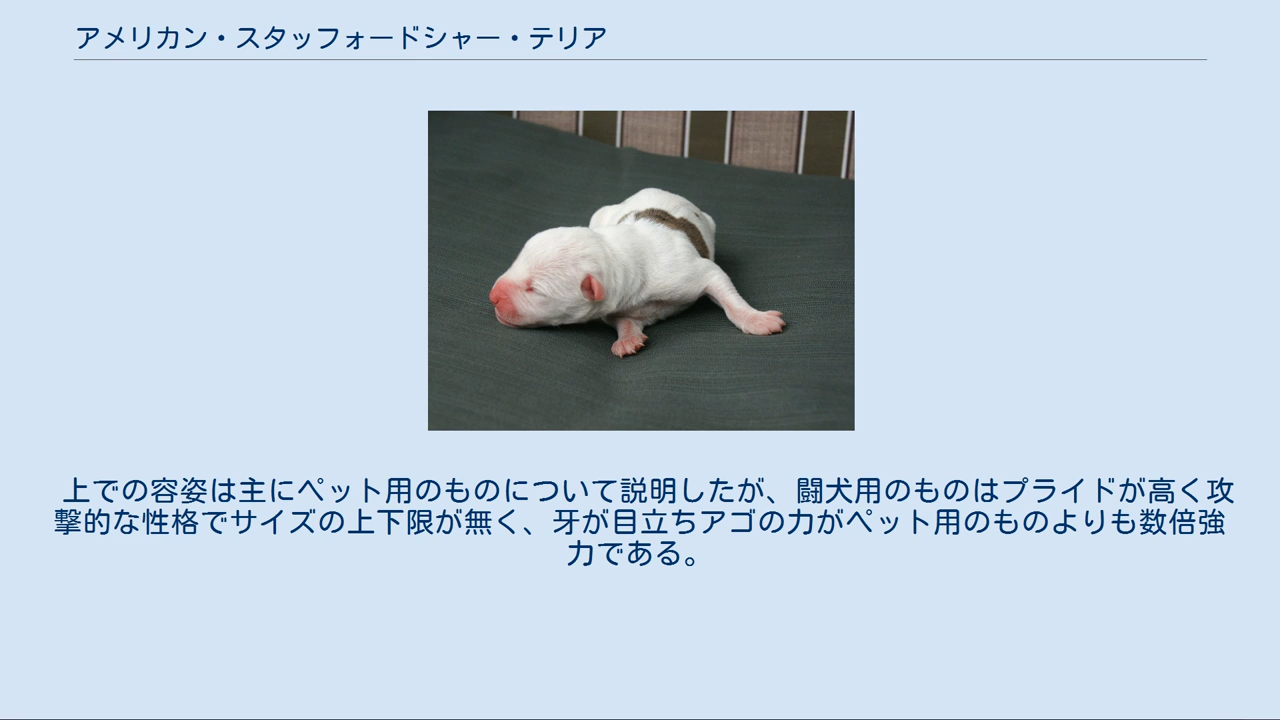 アメリカン・スタッフォードシャー・テリア
上での容姿は主にペット用のものについて説明したが、闘犬用のものはプライドが高く攻
撃的な性格でサイズの上下限が無く、牙が目立ちアゴの力がペット用のものよりも数倍強
力である。